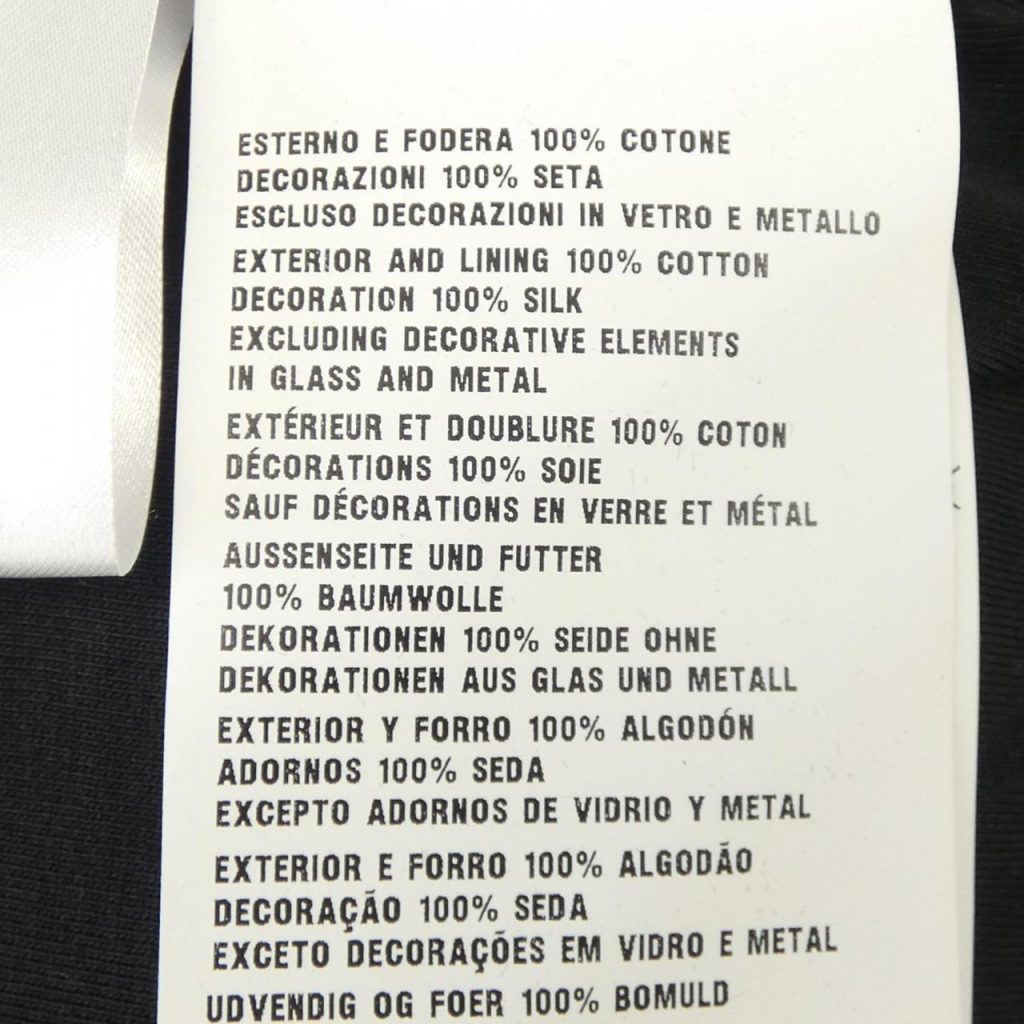 ESTERNO E FODERA 100% COTONE
DECORAZIONI 100% SETA
ESCLUSO DECORAZIONI IN VETRO E METALLO
EXTERIOR AND LINING 100% COTTON
DECORATION 100% SILK
EXCLUDING DECORATIVE ELEMENTS
IN GLASS AND METAL
EXTÉRIEUR ET DOUBLURE 100% COTON
DÉCORATIONS 100% SOIE
SAUF DÉCORATIONS EN VERRE ET MÉTAL
AUSSENSEITE UND FUTTER
100% BAUMWOLLE
DEKORATIONEN 100% SEIDE OHNE
DEKORATIONEN AUS GLAS UND METALL
EXTERIOR Y FORRO 100% ALGODÓN
ADORNOS 100% SEDA
EXCEPTO ADORNOS DE VIDRIO Y METAL
EXTERIOR E FORRO 100% ALGODÃO
DECORAÇÃO 100% SEDA
EXCETO DECORAÇÕES EM VIDRO E METAL
UDVENDIG OG FOER 100% BOMULD